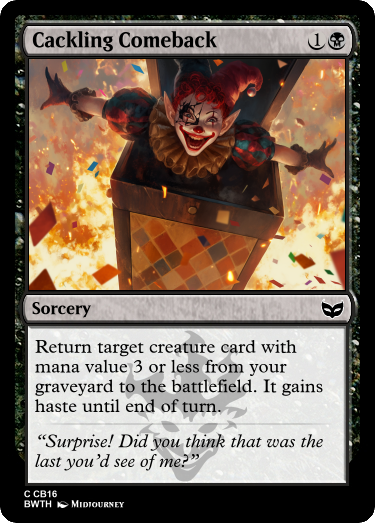 Cackling Comeback 1
Sorcery
Return target creature card with
mana value 3 or less from your
graveyard to the battlefield. It gains
haste until end of turn.
“Surprise! Did you think that was the
last you’d see of me?”
C CB16
BWTH Midjourney